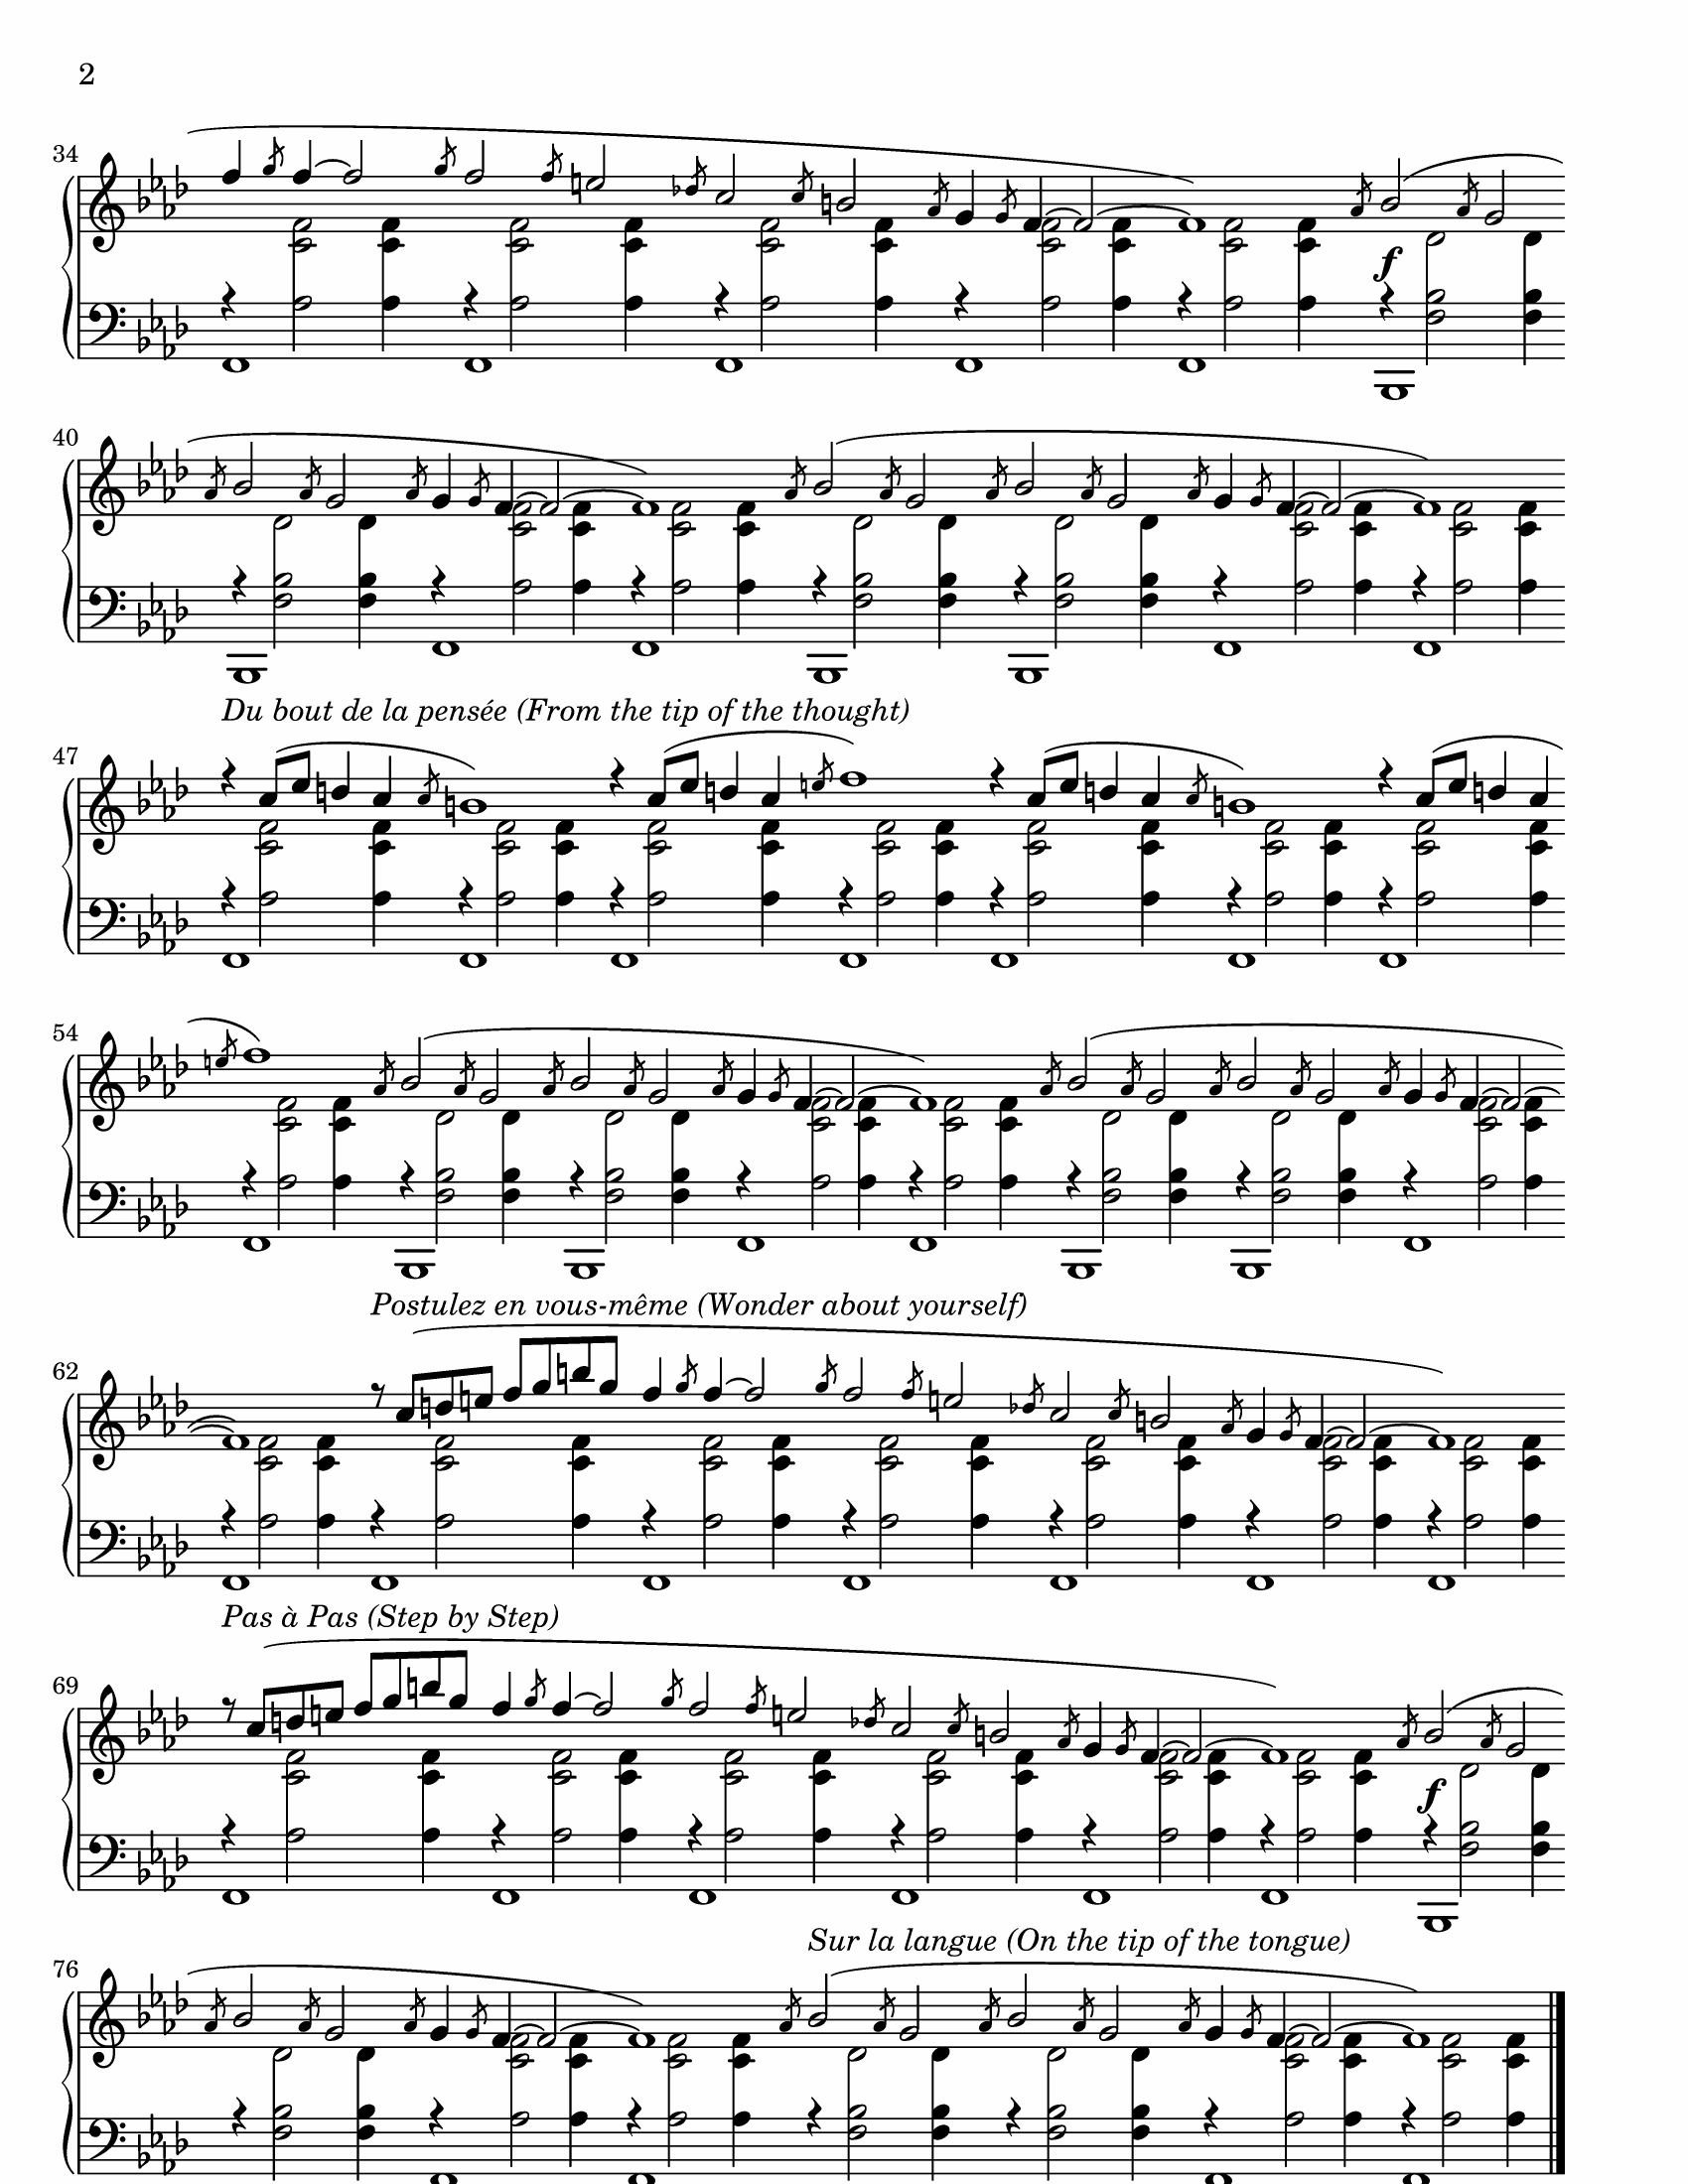 2
34
f
40
Du bout de la pensée (From the tip of the thought)
47
54
Postulez en vous-même (Wonder about yourself)
62
Pas à Pas (Step by Step)
69
f
Sur la langue (On the tip of the tongue)
76